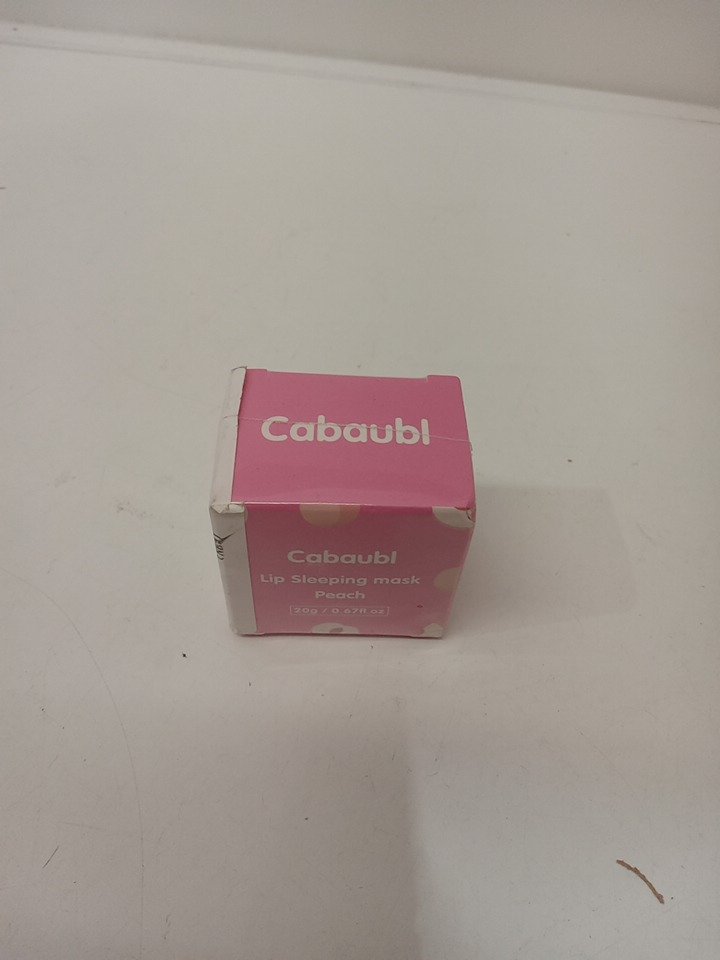 Cabaubl
Cabaubl
Lip Sleeping mask
Peach
20g / 0.67fl.oz